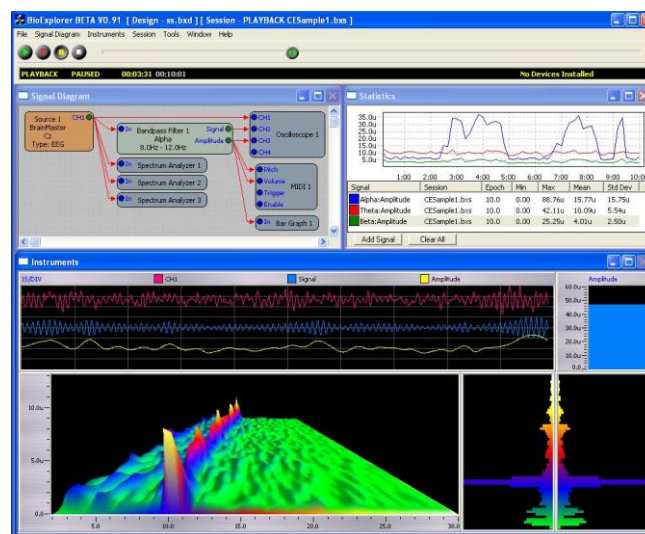 BioExplorer BETA V0.91 [ Design - ss.bxd ] [ Session - PLAYBACK CESample1.bxs ]
File Signal Diagram Instruments Session Tools Window Help
PLAYBACK PAUSED 00:03:31 00:10:01 No Devices Installed
Signal Diagram
Source 1 CH1
BrainMaster
Cz
Type: EEG
In Bandpass Filter 1 Signal
Alpha Amplitude
8.0Hz - 12.0Hz
In Spectrum Analyzer 1
In Spectrum Analyzer 2
In Spectrum Analyzer 3
CH1
CH2 Oscilloscope 1
CH3
CH4
Pitch
Volume MIDI 1
Trigger
Enable
In Bar Graph 1
Statistics
35.0u
30.0u
25.0u
20.0u
15.0u
10.0u
5.0u
1:00 2:00 3:00 4:00 5:00 6:00 7:00 8:00 9:00 10:0
Signal Session Epoch Min Max Mean Std Dev
Alpha:Amplitude CESample1.bxs 10.0 0.00 88.76u 15.77u 15.75u
Theta:Amplitude CESample1.bxs 10.0 0.00 42.11u 10.09u 5.54u
Beta:Amplitude CESample1.bxs 10.0 0.00 25.25u 4.01u 2.50u
Add Signal Clear All
Instruments
1S/DIV CH1 Signal Amplitude Amplitude
60.0u
50.0u
40.0u
30.0u
20.0u
10.0u
0.0
10.0u
5.0u
0.0
5.0 10.0 15.0 20.0 25.0 30.0